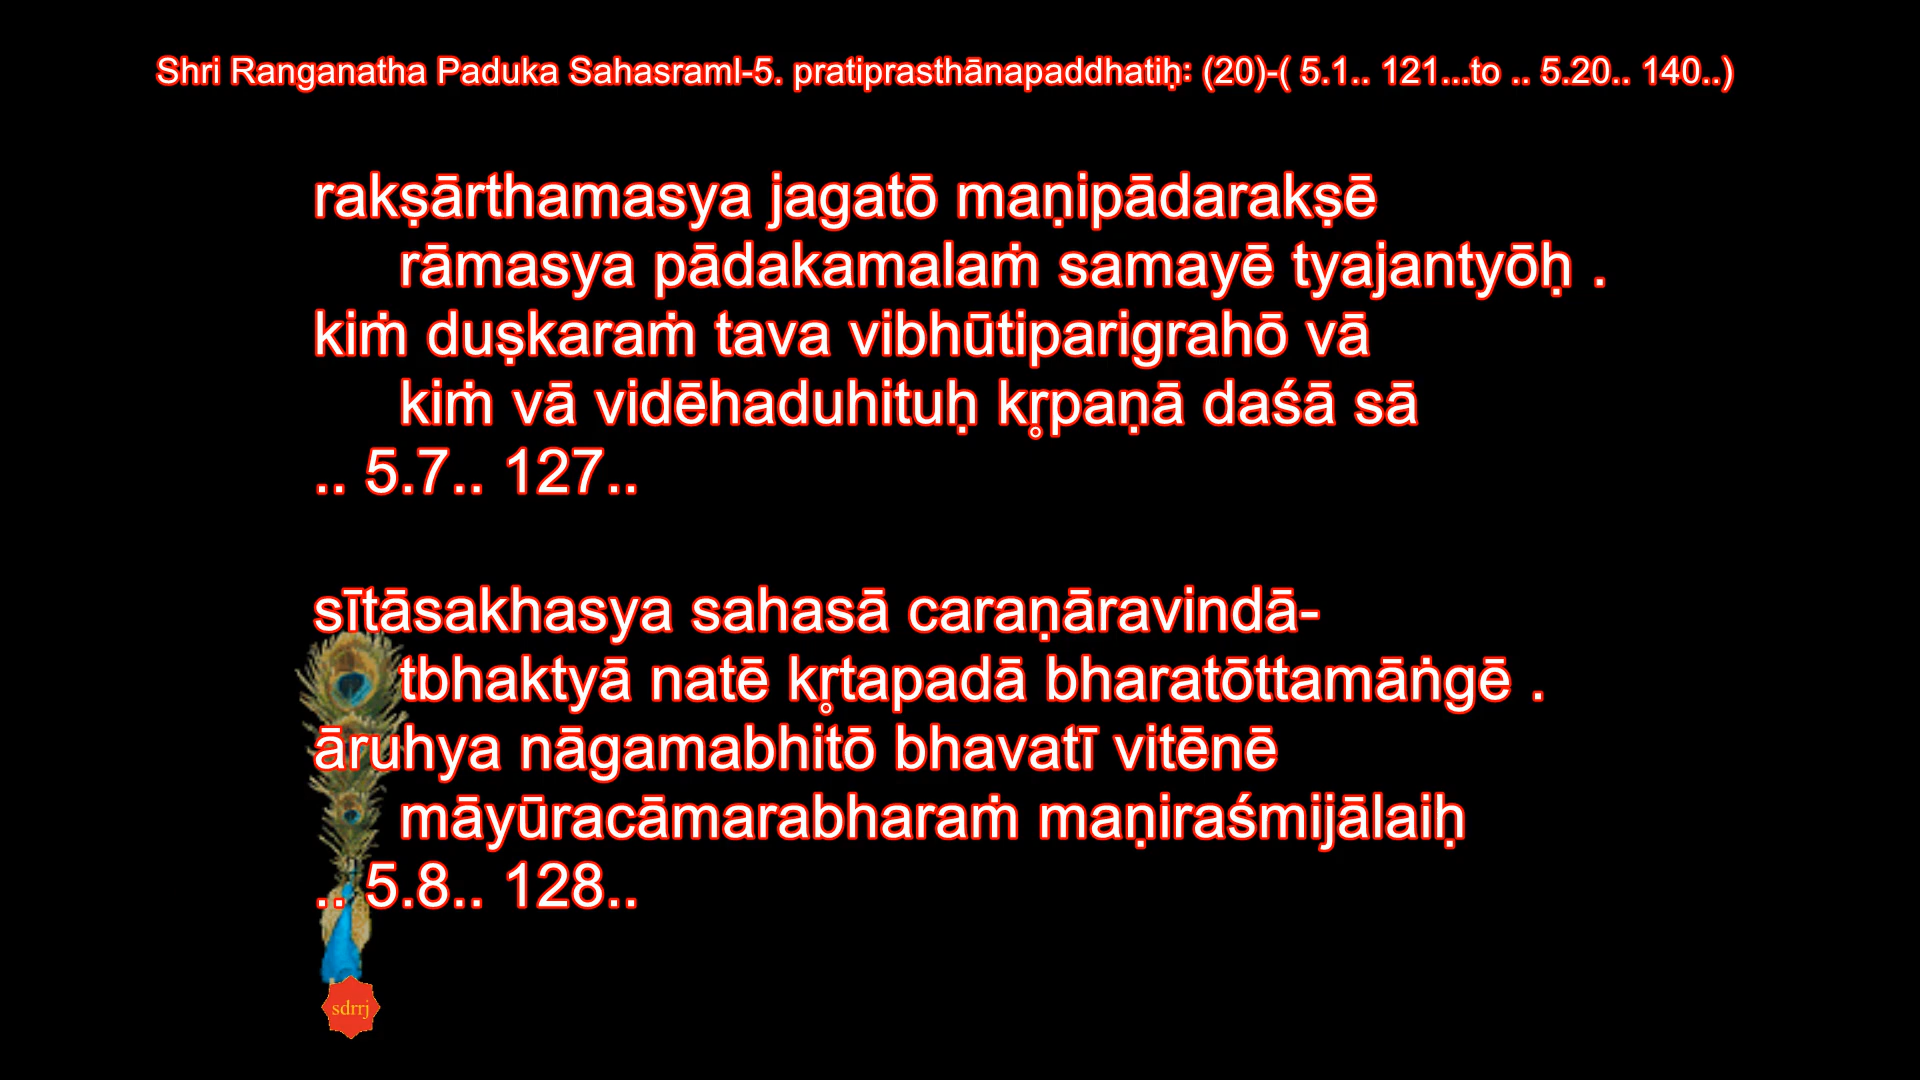 Shri Ranganatha Paduka Sahasraml-5. pratiprasthānapaddhatiḥ: (20)-( 5.1.. 121...to .. 5.20.. 140..)
rakṣārthamasya jagatō maṇipādarakṣē
rāmasya pādakamalaṁ samayē tyajantyōḥ .
kiṁ duṣkaraṁ tava vibhūtiparigrahō vā
kiṁ vā vidēhaduhituḥ kr̥paṇā daśā sā
.. 5.7.. 127..
sītāsakhasya sahasā caraṇāravindā-
tbhaktyā natē kr̥tapadā bharatōttamāṅgē .
āruhya nāgamabhitō bhavatī vitēnē
māyūracāmarabharaṁ maṇiraśmijālaiḥ
.. 5.8.. 128..
sdrrj